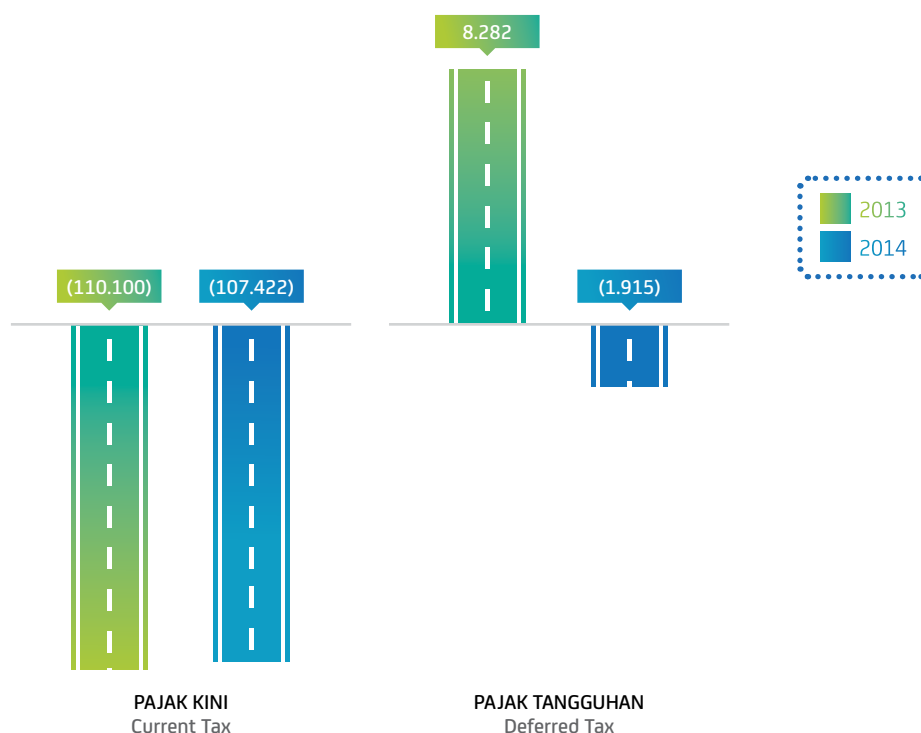 8.282
2013
2014
(110.100)
(107.422)
(1.915)
PAJAK KINI
Current Tax
PAJAK TANGGUHAN
Deferred Tax